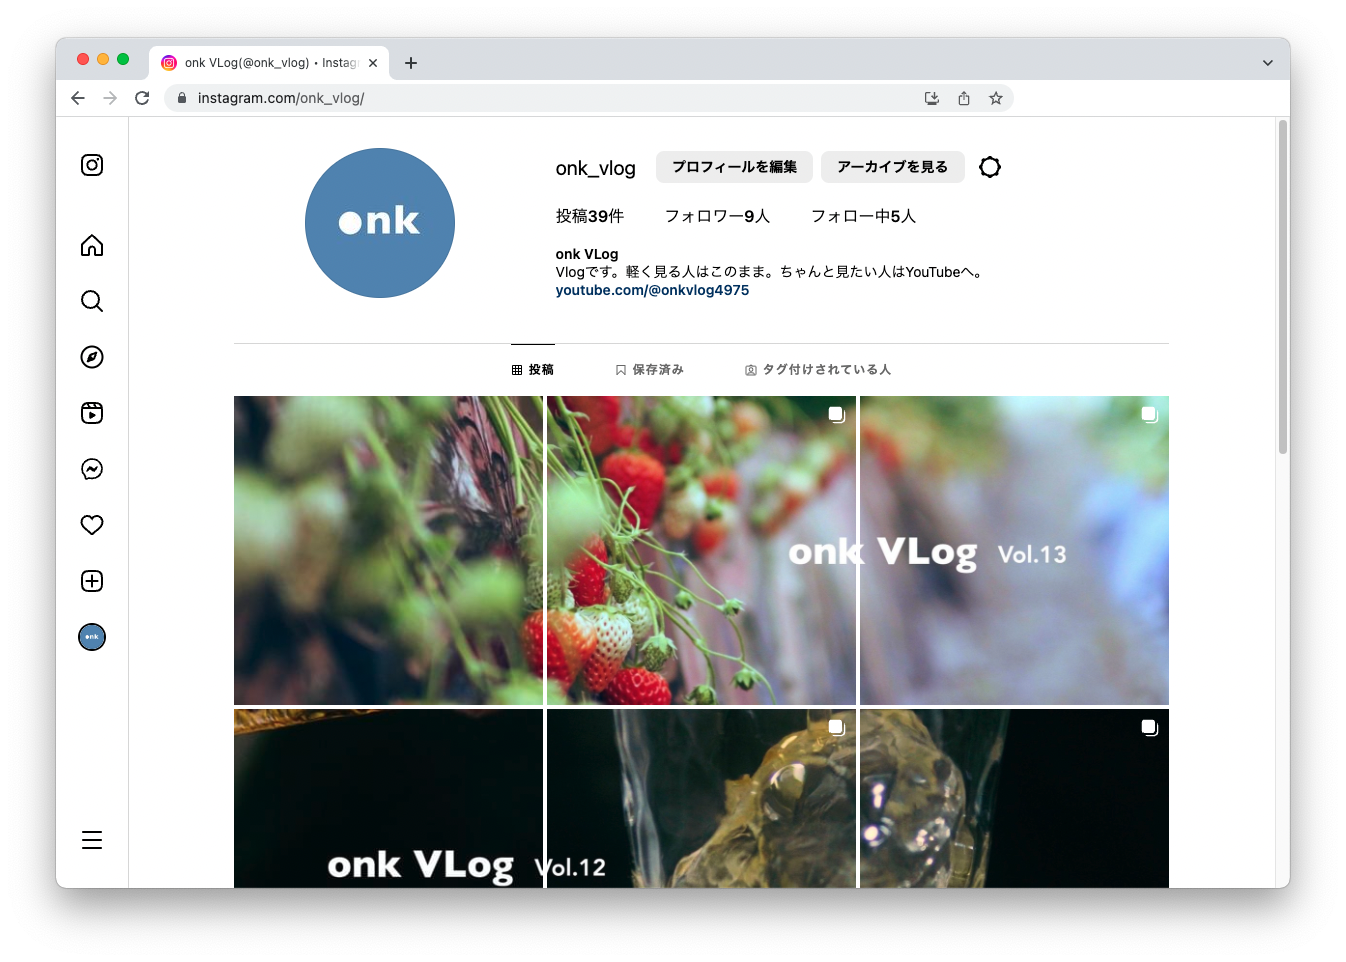 onk VLog(@onk_vlog) • Instag
instagram.com/onk_vlog/
onk
onk_vlog プロフィールを編集 アーカイブを見る
投稿39件 フォロワー9人 フォロー中5人
onk VLog
Vlogです。軽く見る人はこのまま。ちゃんと見たい人はYouTubeへ。
youtube.com/@onkvlog4975
投稿 保存済み タグ付けされている人
onk VLog Vol.13
onk
onk VLog Vol.12